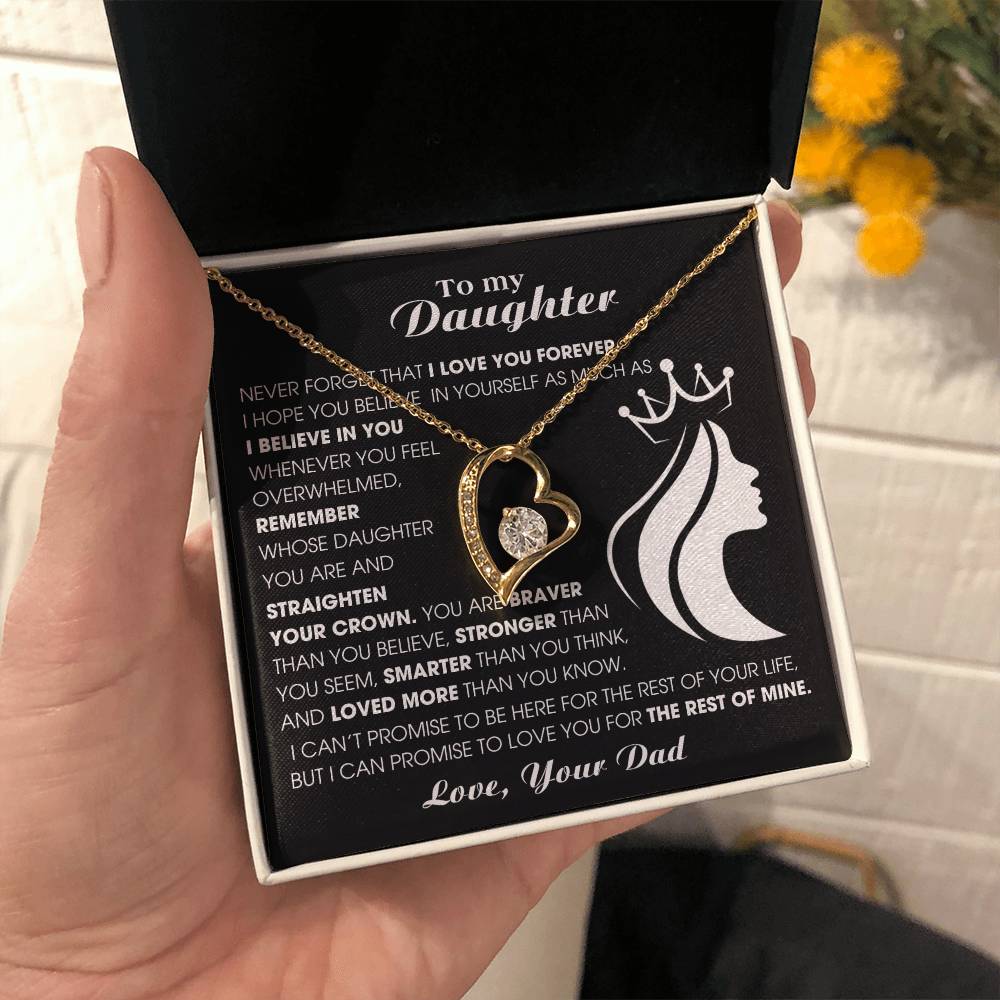 To my
Daughter
NEVER FORGET THAT I LOVE YOU FOREVER
I HOPE YOU BELIEVE IN YOURSELF AS MUCH AS
I BELIEVE IN YOU
WHENEVER YOU FEEL
OVERWHELMED,
REMEMBER
WHOSE DAUGHTER
YOU ARE AND
STRAIGHTEN
YOUR CROWN. YOU ARE BRAVER
THAN YOU BELIEVE, STRONGER THAN
YOU SEEM, SMARTER THAN YOU THINK,
AND LOVED MORE THAN YOU KNOW.
I CAN'T PROMISE TO BE HERE FOR THE REST OF YOUR LIFE,
BUT I CAN PROMISE TO LOVE YOU FOR THE REST OF MINE.
Love, Your Dad